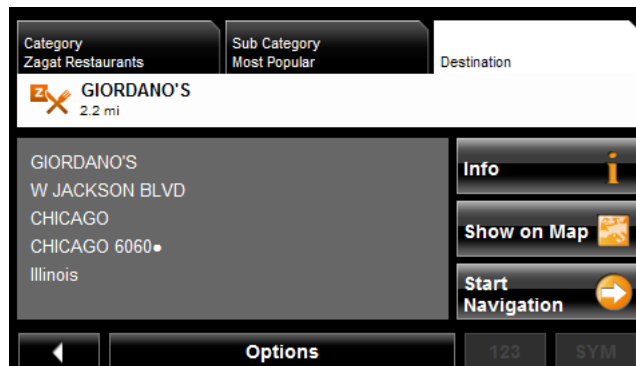 Category
Zagat Restaurants
Sub Category
Most Popular
Destination
Z
GIORDANO'S
2.2 mi
GIORDANO'S
W JACKSON BLVD
CHICAGO
CHICAGO 6060●
Illinois
Info
i
Show on Map
Start
Navigation
Options
123
SYM